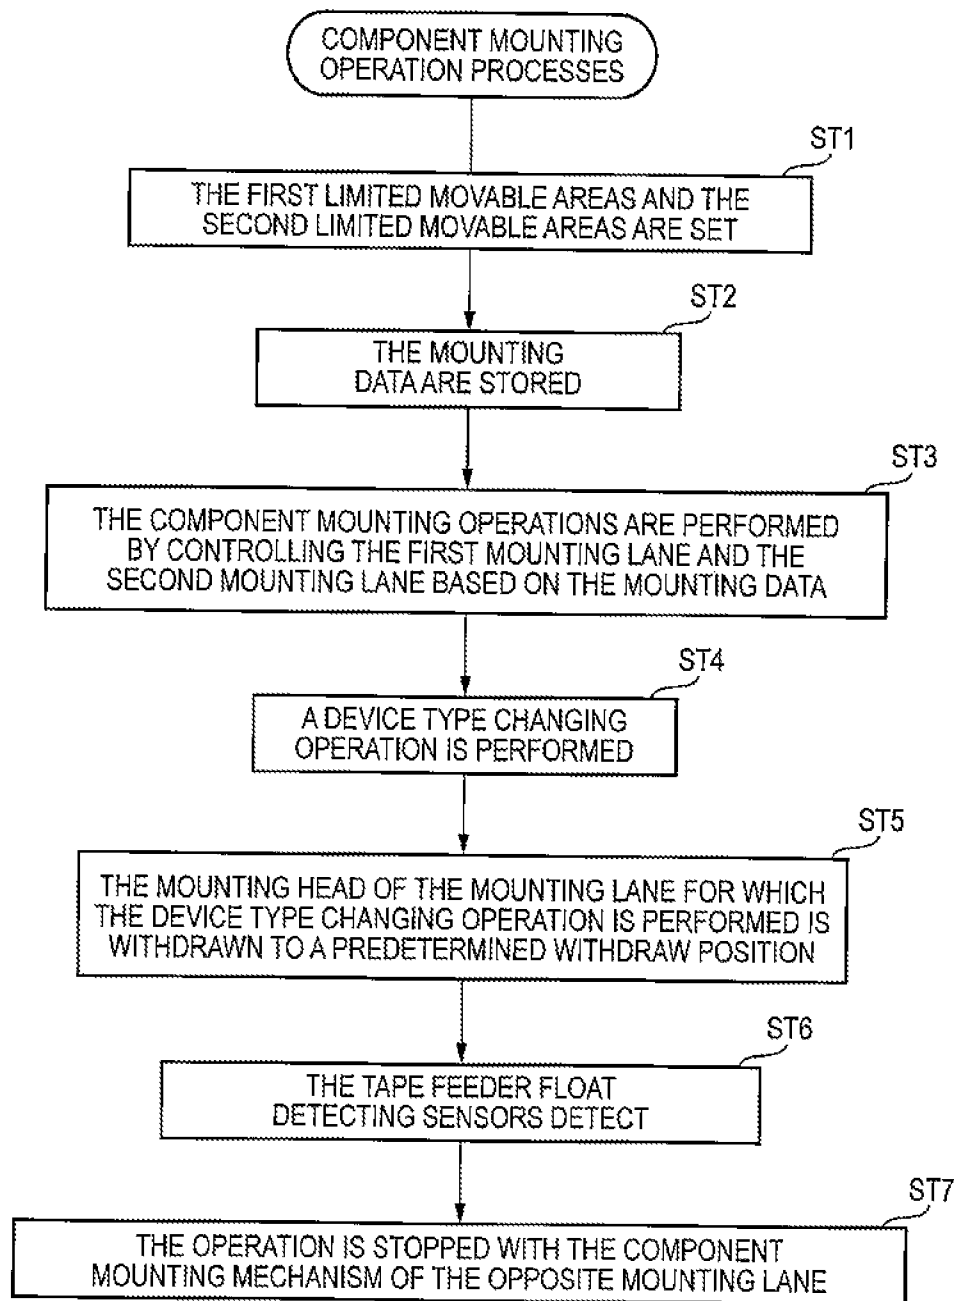 COMPONENT MOUNTING
OPERATION PROCESSES
ST1
THE FIRST LIMITED MOVABLE AREAS AND THE
SECOND LIMITED MOVABLE AREAS ARE SET
ST2
THE MOUNTING
DATA ARE STORED
ST3
THE COMPONENT MOUNTING OPERATIONS ARE PERFORMED
BY CONTROLLING THE FIRST MOUNTING LANE AND THE
SECOND MOUNTING LANE BASED ON THE MOUNTING DATA
ST4
A DEVICE TYPE CHANGING
OPERATION IS PERFORMED
ST5
THE MOUNTING HEAD OF THE MOUNTING LANE FOR WHICH
THE DEVICE TYPE CHANGING OPERATION IS PERFORMED IS
WITHDRAWN TO A PREDETERMINED WITHDRAW POSITION
ST6
THE TAPE FEEDER FLOAT
DETECTING SENSORS DETECT
ST7
THE OPERATION IS STOPPED WITH THE COMPONENT
MOUNTING MECHANISM OF THE OPPOSITE MOUNTING LANE